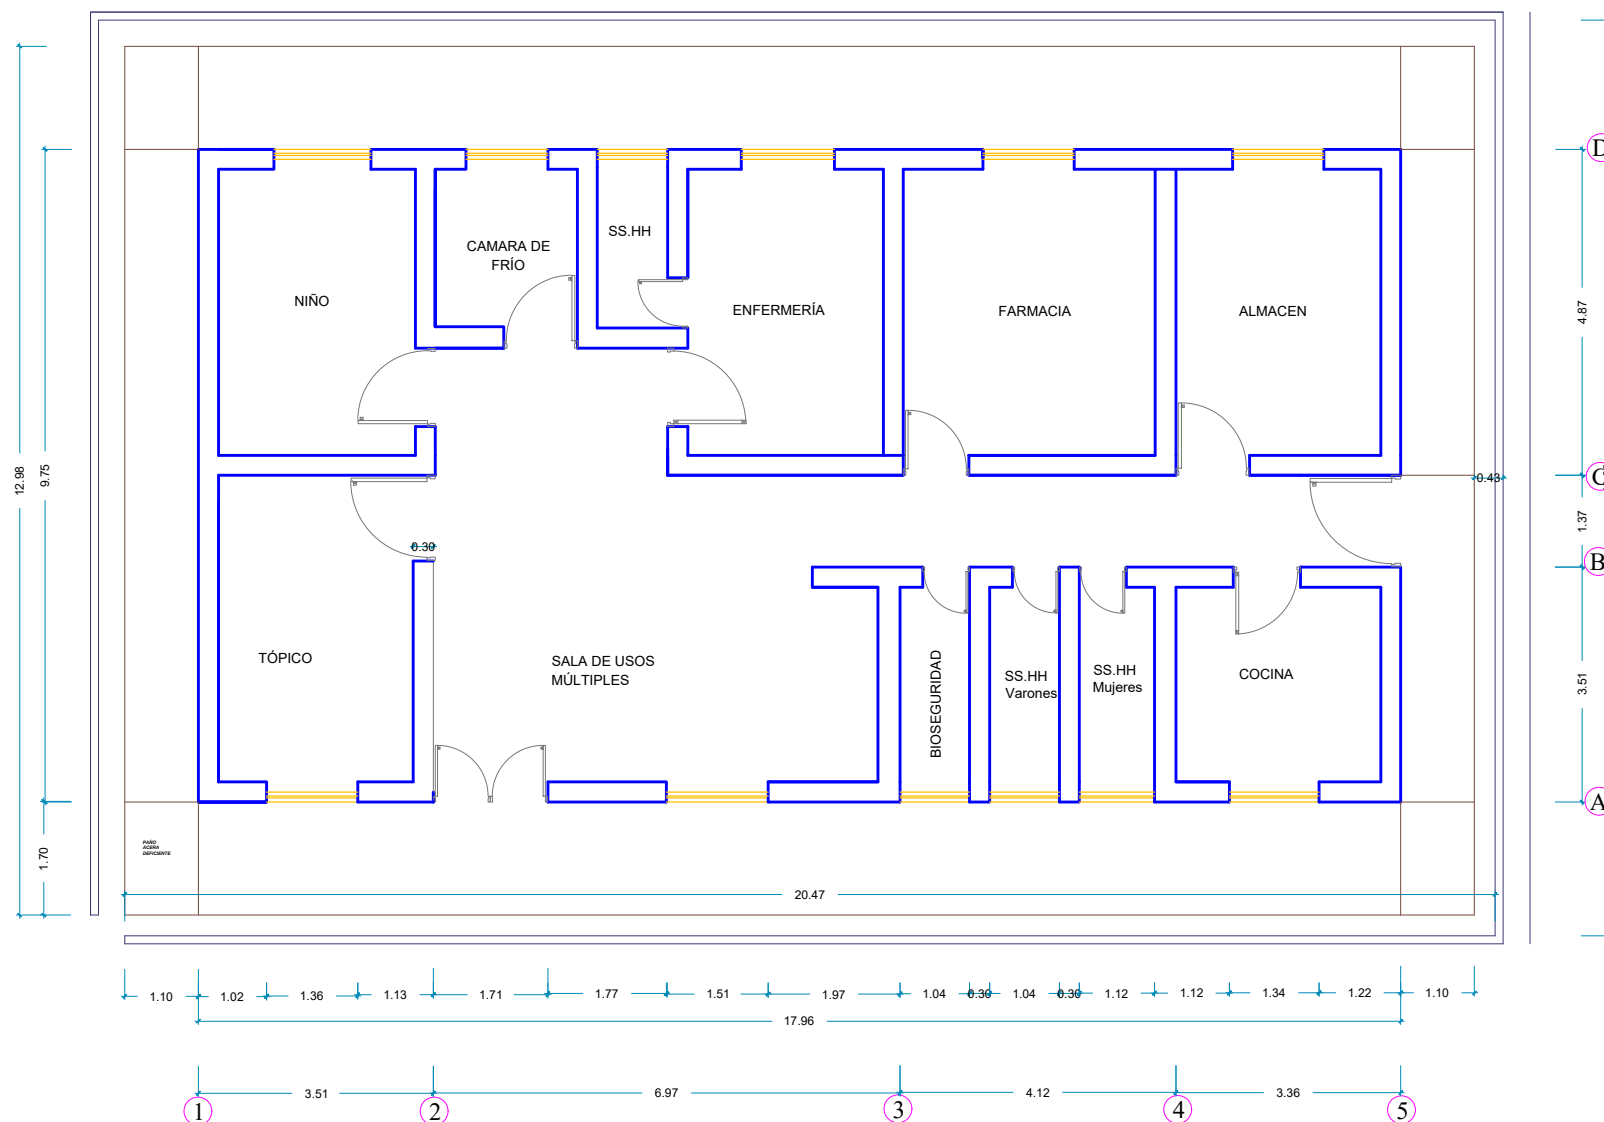 D
SS.HH
CAMARA DE
FRÍO
NIÑO
ENFERMERÍA
FARMACIA
ALMACEN
4.87
12.98
9.75
0.43
C
1.37
0.30
B
TÓPICO
SALA DE USOS
MÚLTIPLES
BIOSEGURIDAD
SS.HH
Varones
SS.HH
Mujeres
COCINA
3.51
A
1.70
PAÑO
ACERA
DEFICIENTE
20.47
1.10
1.02
1.36
1.13
1.71
1.77
1.51
1.97
1.04
0.30
1.04
0.30
1.12
1.12
1.34
1.22
1.10
17.96
3.51
6.97
4.12
3.36
1
2
3
4
5